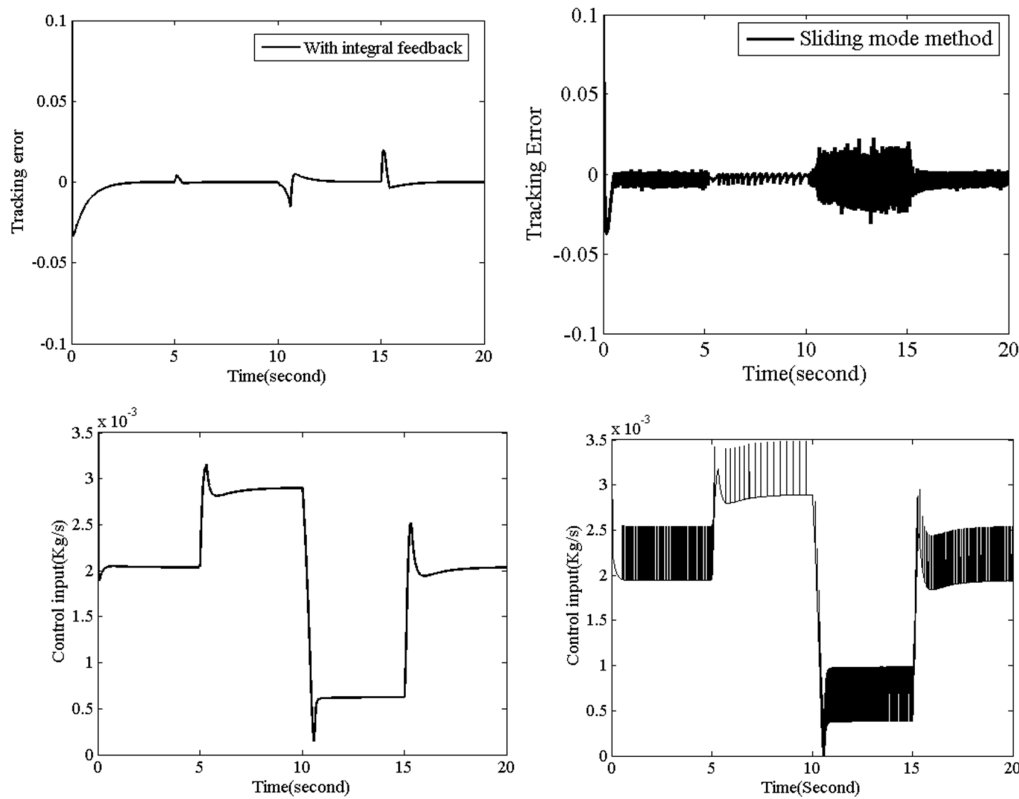 0.1
0.05
0
-0.05
-0.1
Tracking error
With integral feedback
0 5 10 15 20
Time(second)
0.1
0.05
0
-0.05
-0.1
Tracking Error
Sliding mode method
0 5 10 15 20
Time(second)
x 10-3
3.5
3
2.5
2
1.5
1
0.5
0
Control input(Kg/s)
0 5 10 15 20
Time(second)
x 10-3
3.5
3
2.5
2
1.5
1
0.5
0
Control input(Kg/s)
0 5 10 15 20
Time(Second)